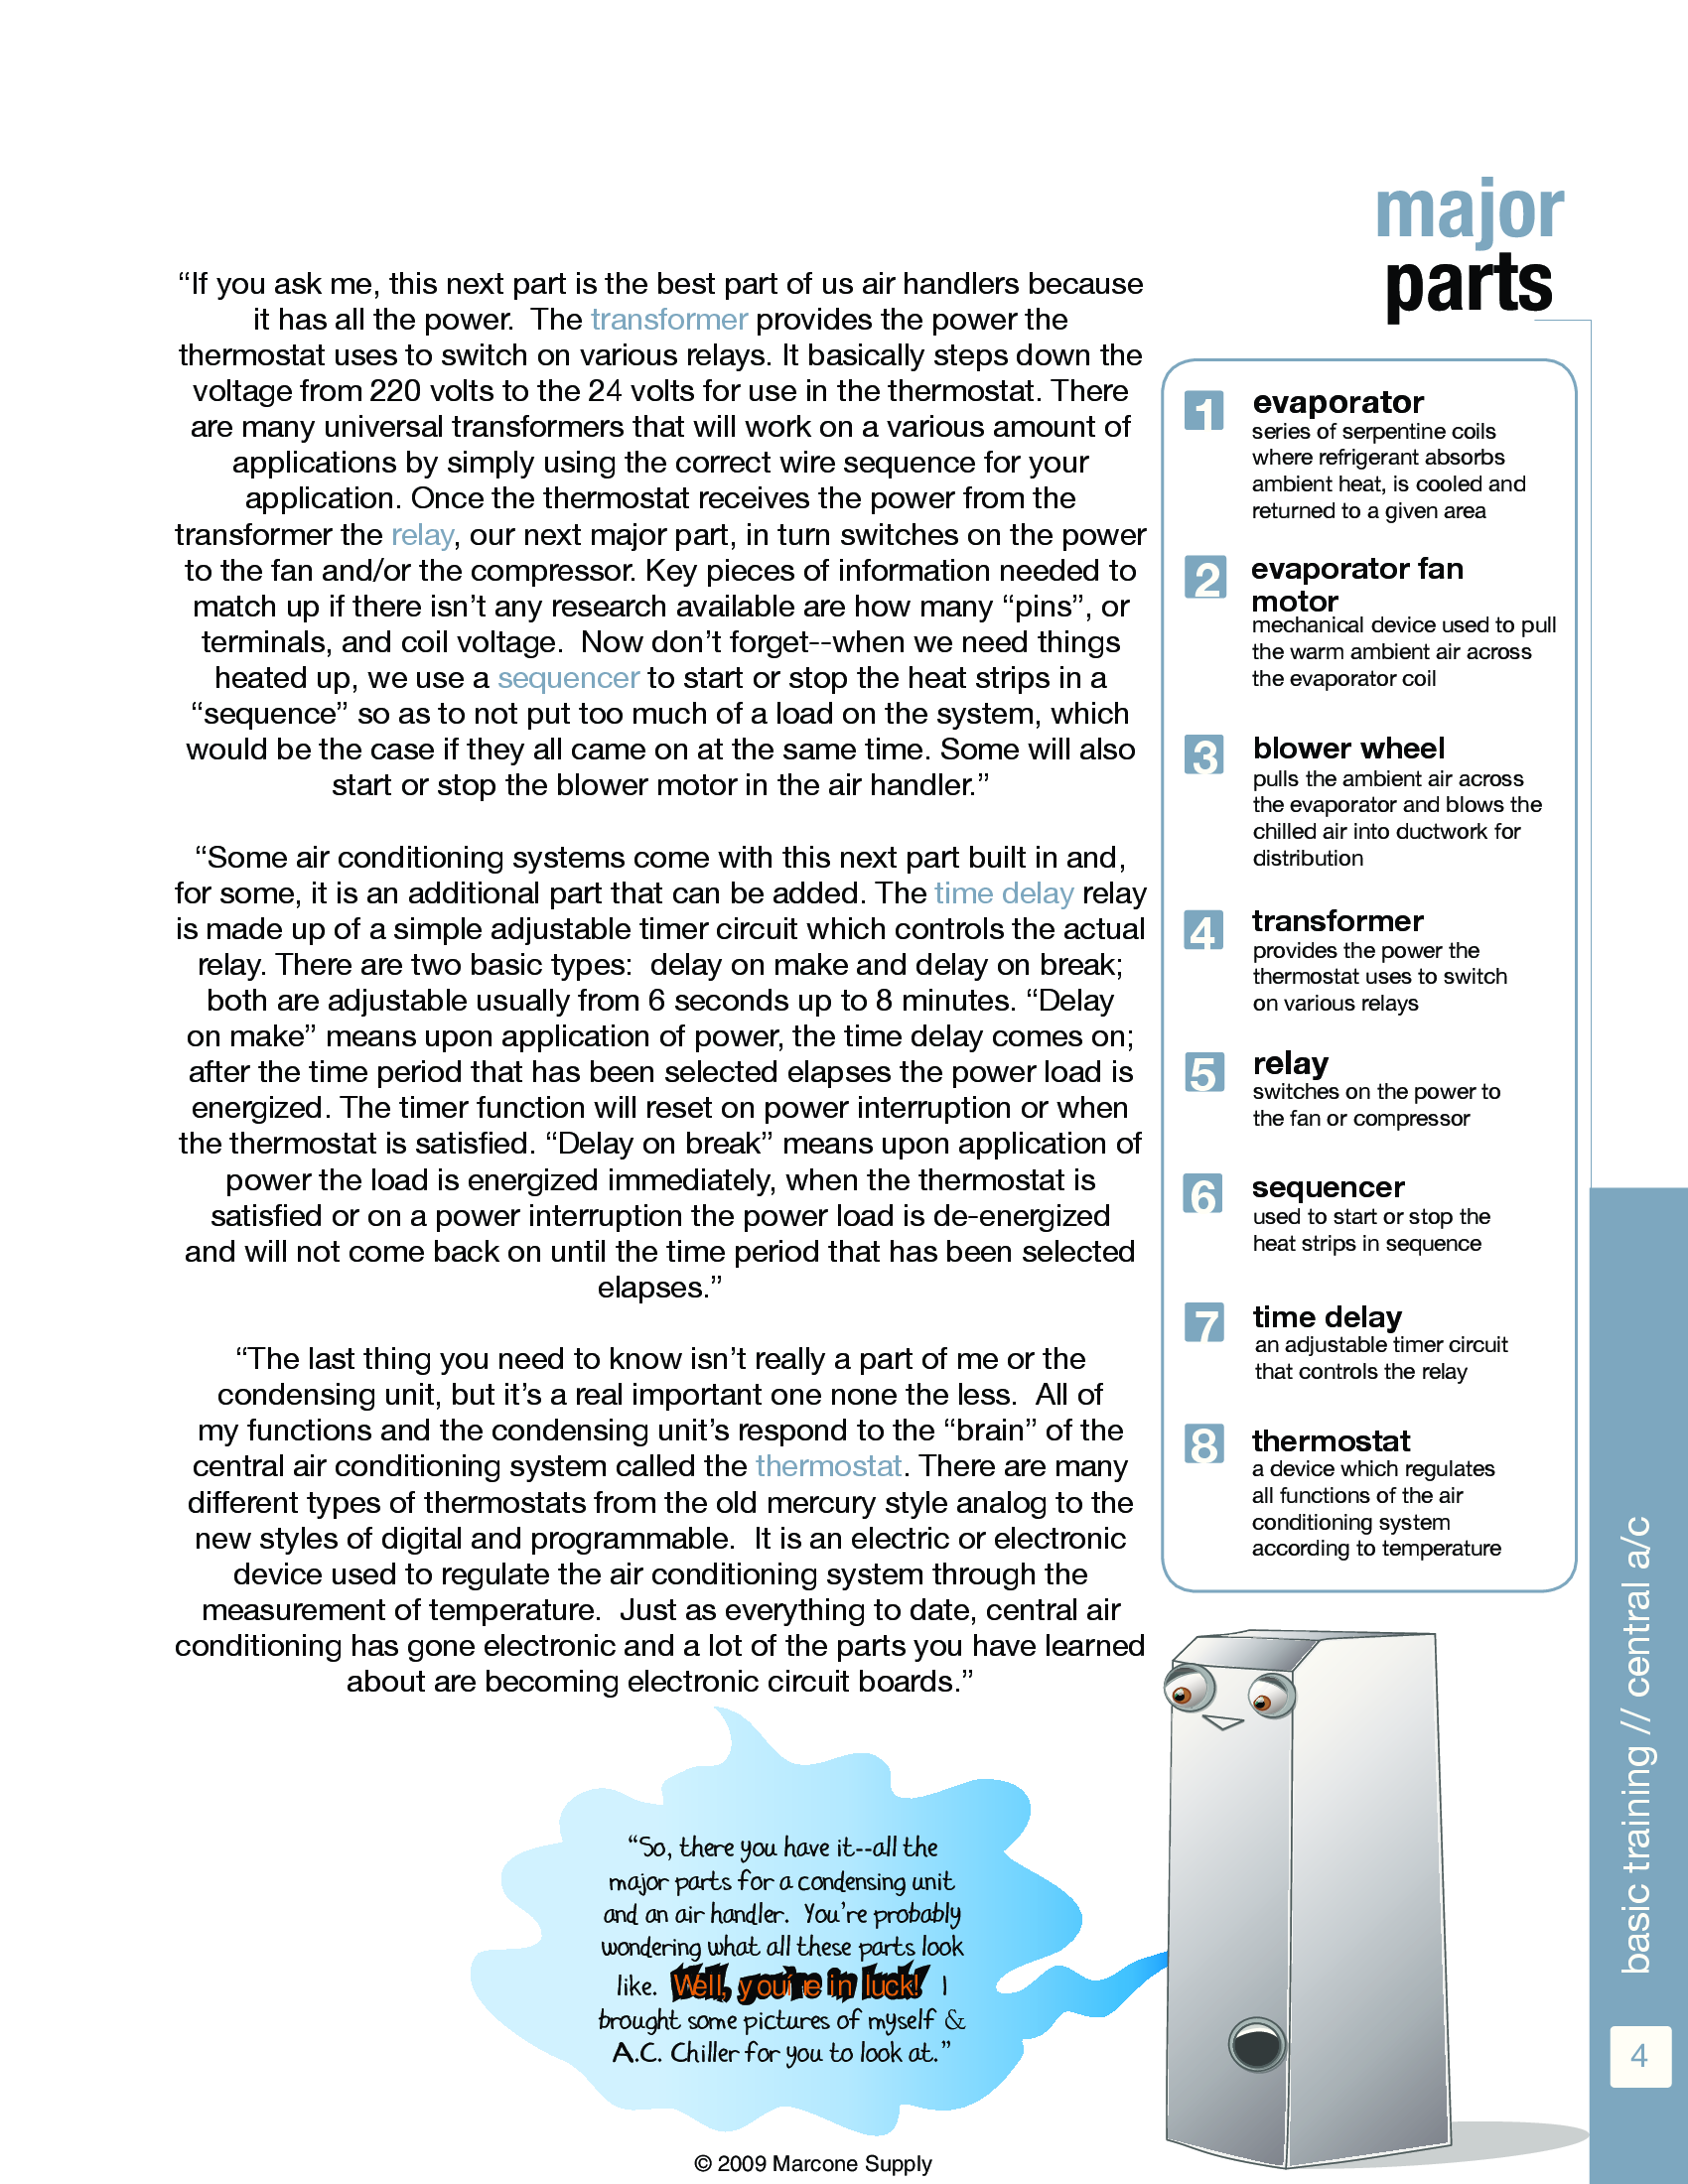 major
parts
“If you ask me, this next part is the best part of us air handlers because
it has all the power.  The transformer provides the power the
thermostat uses to switch on various relays. It basically steps down the
voltage from 220 volts to the 24 volts for use in the thermostat. There
are many universal transformers that will work on a various amount of
applications by simply using the correct wire sequence for your
application. Once the thermostat receives the power from the
transformer the relay, our next major part, in turn switches on the power
to the fan and/or the compressor. Key pieces of information needed to
match up if there isn’t any research available are how many “pins”, or
terminals, and coil voltage.  Now don’t forget--when we need things
heated up, we use a sequencer to start or stop the heat strips in a
“sequence” so as to not put too much of a load on the system, which
would be the case if they all came on at the same time. Some will also
start or stop the blower motor in the air handler.”
“Some air conditioning systems come with this next part built in and,
for some, it is an additional part that can be added. The time delay relay
is made up of a simple adjustable timer circuit which controls the actual
relay. There are two basic types:  delay on make and delay on break;
both are adjustable usually from 6 seconds up to 8 minutes. “Delay
on make” means upon application of power, the time delay comes on;
after the time period that has been selected elapses the power load is
energized. The timer function will reset on power interruption or when
the thermostat is satisfied. “Delay on break” means upon application of
power the load is energized immediately, when the thermostat is
satisfied or on a power interruption the power load is de-energized
and will not come back on until the time period that has been selected
elapses.”
“The last thing you need to know isn’t really a part of me or the
condensing unit, but it’s a real important one none the less.  All of
my functions and the condensing unit’s respond to the “brain” of the
central air conditioning system called the thermostat. There are many
different types of thermostats from the old mercury style analog to the
new styles of digital and programmable.  It is an electric or electronic
device used to regulate the air conditioning system through the
measurement of temperature.  Just as everything to date, central air
conditioning has gone electronic and a lot of the parts you have learned
about are becoming electronic circuit boards.”
1 evaporator
series of serpentine coils
where refrigerant absorbs
ambient heat, is cooled and
returned to a given area
2 evaporator fan
motor
mechanical device used to pull
the warm ambient air across
the evaporator coil
3 blower wheel
pulls the ambient air across
the evaporator and blows the
chilled air into ductwork for
distribution
4 transformer
provides the power the
thermostat uses to switch
on various relays
5 relay
switches on the power to
the fan or compressor
6 sequencer
used to start or stop the
heat strips in sequence
7 time delay
an adjustable timer circuit
that controls the relay
8 thermostat
a device which regulates
all functions of the air
conditioning system
according to temperature
“So, there you have it--all the
major parts for a condensing unit
and an air handler.  You’re probably
wondering what all these parts look
like.  Well, you’re in luck!  I
brought some pictures of myself &
A.C. Chiller for you to look at.”
basic training // central a/c
4
© 2009 Marcone Supply